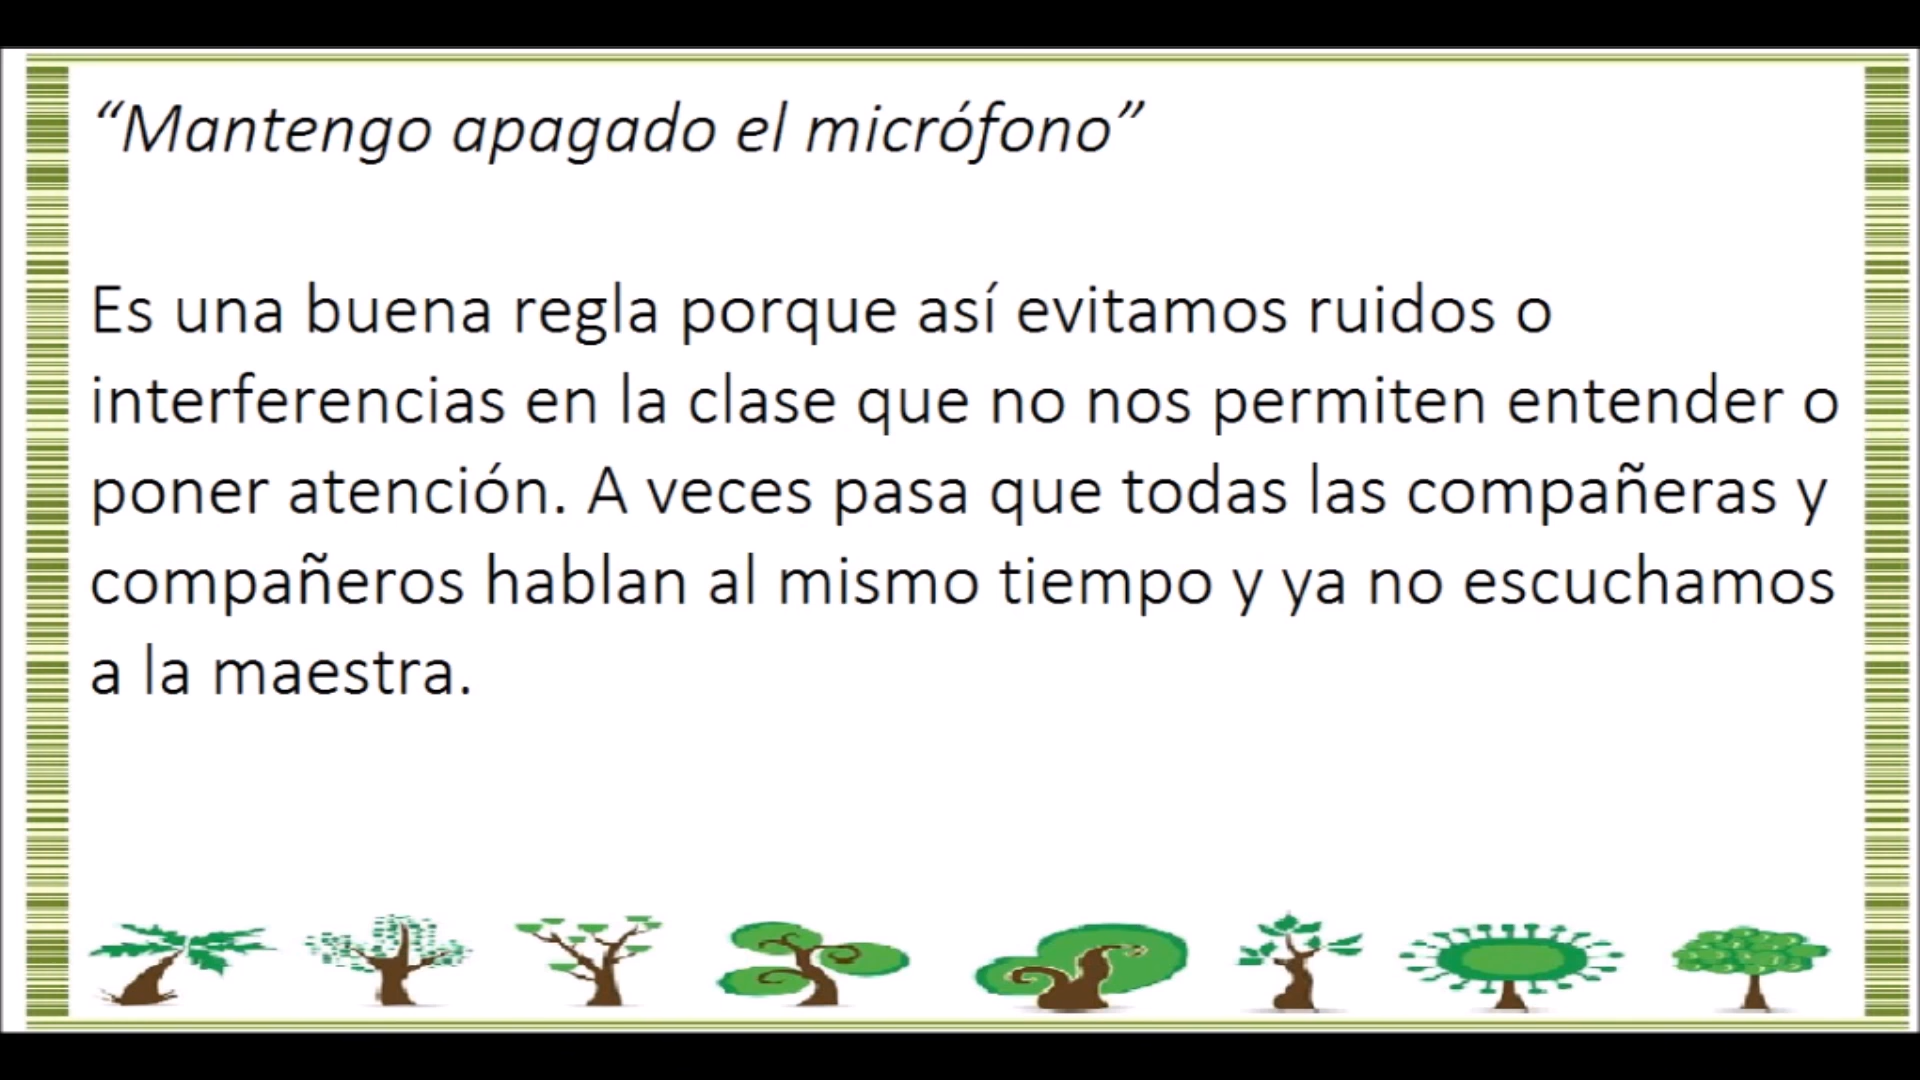 “Mantengo apagado el micrófono”
Es una buena regla porque así evitamos ruidos o
interferencias en la clase que no nos permiten entender o
poner atención. A veces pasa que todas las compañeras y
compañeros hablan al mismo tiempo y ya no escuchamos
a la maestra.